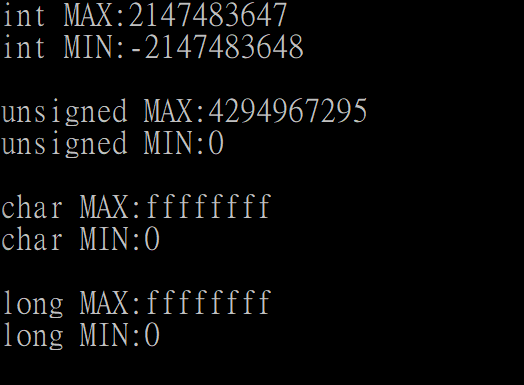 int MAX:2147483647
int MIN:-2147483648
unsigned MAX:4294967295
unsigned MIN:0
char MAX:ffffffff
char MIN:0
long MAX:ffffffff
long MIN:0